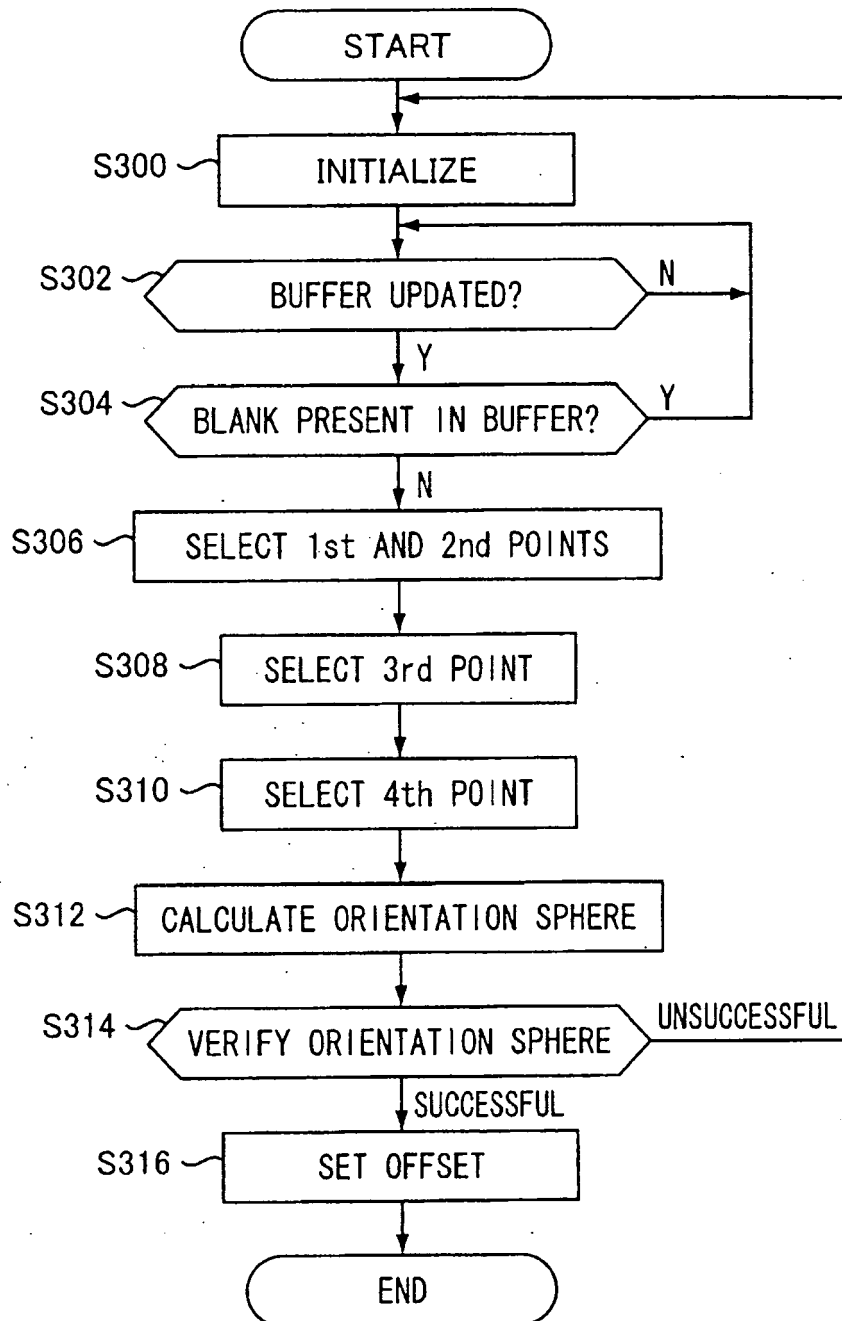 START
S300
INITIALIZE
S302
BUFFER UPDATED?
N
Y
S304
BLANK PRESENT IN BUFFER?
Y
N
S306
SELECT 1st AND 2nd POINTS
S308
SELECT 3rd POINT
S310
SELECT 4th POINT
S312
CALCULATE ORIENTATION SPHERE
S314
VERIFY ORIENTATION SPHERE
UNSUCCESSFUL
SUCCESSFUL
S316
SET OFFSET
END